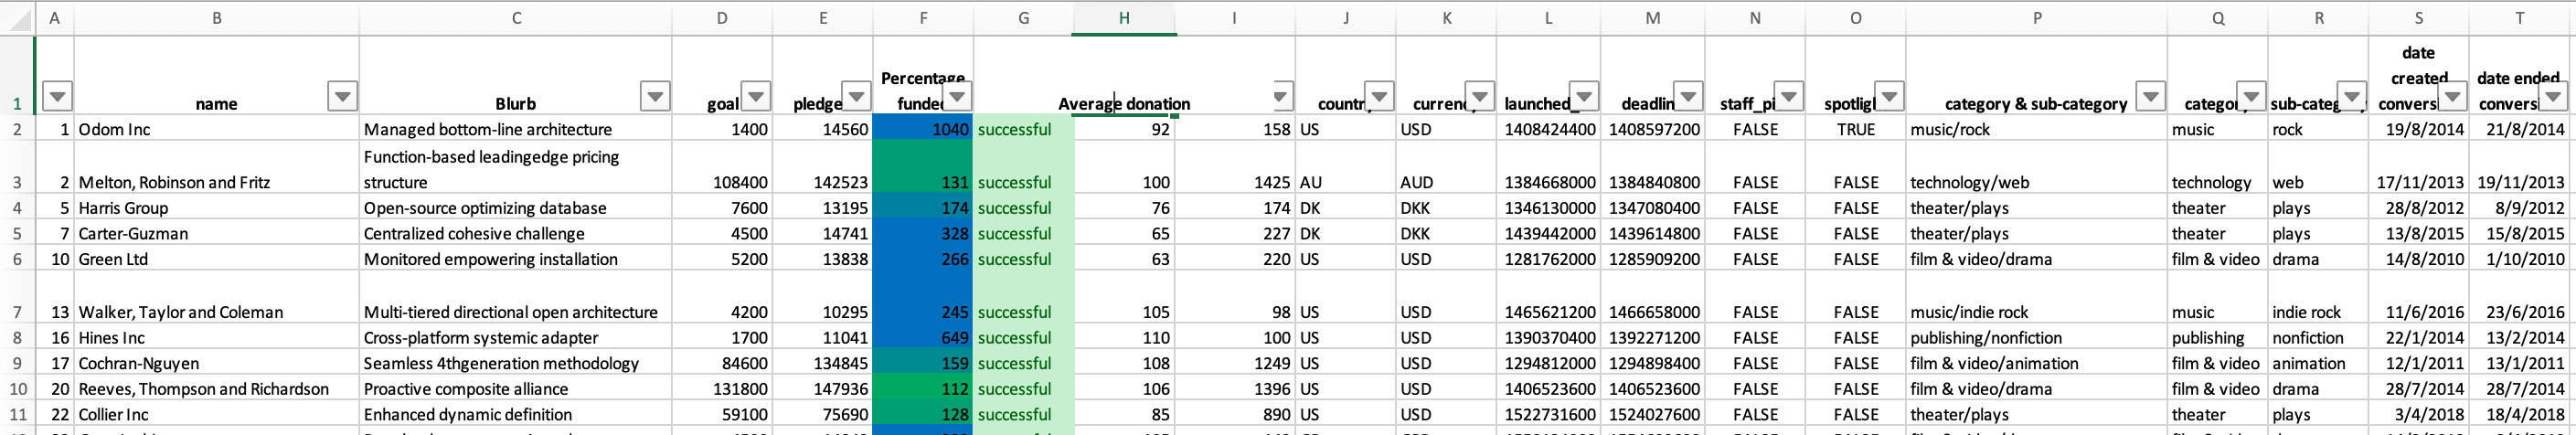 A B C D E F G H I J K L M N O P Q R S T
1 name Blurb goal pledge Percentage funde Average donation countr currenc launched_ deadlin staff_pi spotligl category & sub-category categor sub-categ date created conversi date ended conversi
2 1 Odom Inc Managed bottom-line architecture 1400 14560 1040 successful 92 158 US USD 1408424400 1408597200 FALSE TRUE music/rock music rock 19/8/2014 21/8/2014
3 2 Melton, Robinson and Fritz Function-based leadingedge pricing structure 108400 142523 131 successful 100 1425 AU AUD 1384668000 1384840800 FALSE FALSE technology/web technology web 17/11/2013 19/11/2013
4 5 Harris Group Open-source optimizing database 7600 13195 174 successful 76 174 DK DKK 1346130000 1347080400 FALSE FALSE theater/plays theater plays 28/8/2012 8/9/2012
5 7 Carter-Guzman Centralized cohesive challenge 4500 14741 328 successful 65 227 DK DKK 1439442000 1439614800 FALSE FALSE theater/plays theater plays 13/8/2015 15/8/2015
6 10 Green Ltd Monitored empowering installation 5200 13838 266 successful 63 220 US USD 1281762000 1285909200 FALSE FALSE film & video/drama film & video drama 14/8/2010 1/10/2010
7 13 Walker, Taylor and Coleman Multi-tiered directional open architecture 4200 10295 245 successful 105 98 US USD 1465621200 1466658000 FALSE FALSE music/indie rock music indie rock 11/6/2016 23/6/2016
8 16 Hines Inc Cross-platform systemic adapter 1700 11041 649 successful 110 100 US USD 1390370400 1392271200 FALSE FALSE publishing/nonfiction publishing nonfiction 22/1/2014 13/2/2014
9 17 Cochran-Nguyen Seamless 4thgeneration methodology 84600 134845 159 successful 108 1249 US USD 1294812000 1294898400 FALSE FALSE film & video/animation film & video animation 12/1/2011 13/1/2011
10 20 Reeves, Thompson and Richardson Proactive composite alliance 131800 147936 112 successful 106 1396 US USD 1406523600 1406523600 FALSE FALSE film & video/drama film & video drama 28/7/2014 28/7/2014
11 22 Collier Inc Enhanced dynamic definition 59100 75690 128 successful 85 890 US USD 1522731600 1524027600 FALSE FALSE theater/plays theater plays 3/4/2018 18/4/2018